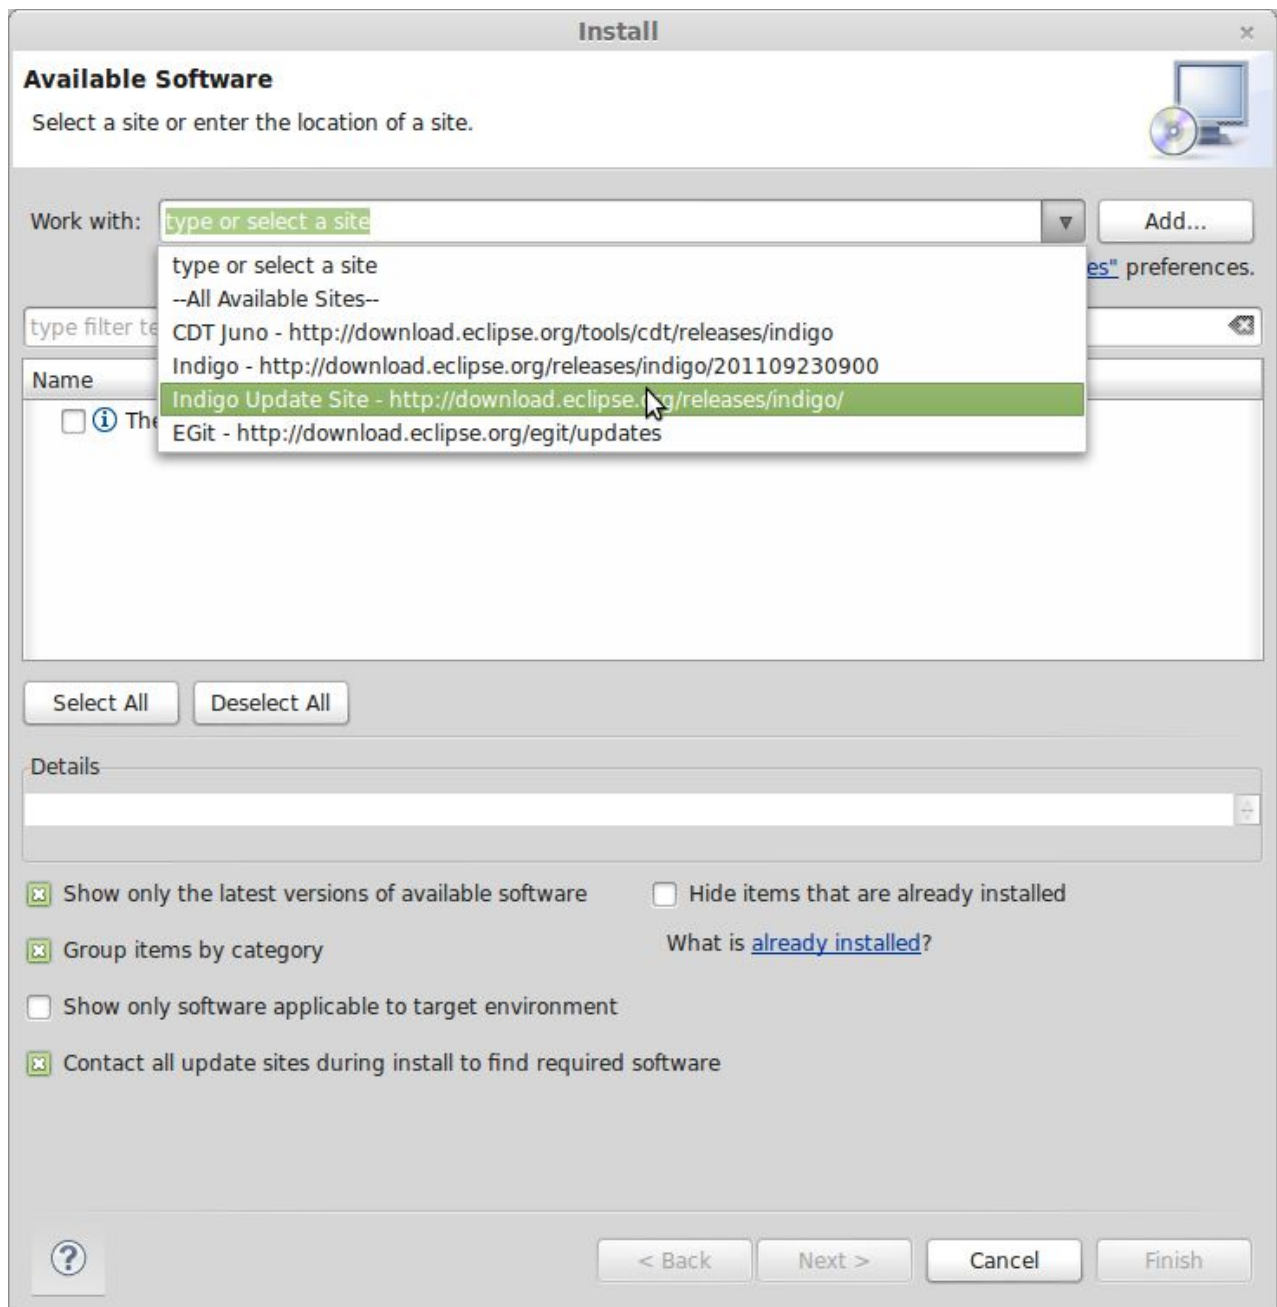 Install
Available Software
Select a site or enter the location of a site.
Work with: type or select a site Add...
type or select a site
es" preferences.
--All Available Sites--
type filter te
CDT Juno - http://download.eclipse.org/tools/cdt/releases/indigo
Indigo - http://download.eclipse.org/releases/indigo/201109230900
Name
Indigo Update Site - http://download.eclipse.org/releases/indigo/
The
EGit - http://download.eclipse.org/egit/updates
Select All Deselect All
Details
Show only the latest versions of available software Hide items that are already installed
Group items by category What is already installed?
Show only software applicable to target environment
Contact all update sites during install to find required software
? < Back Next > Cancel Finish